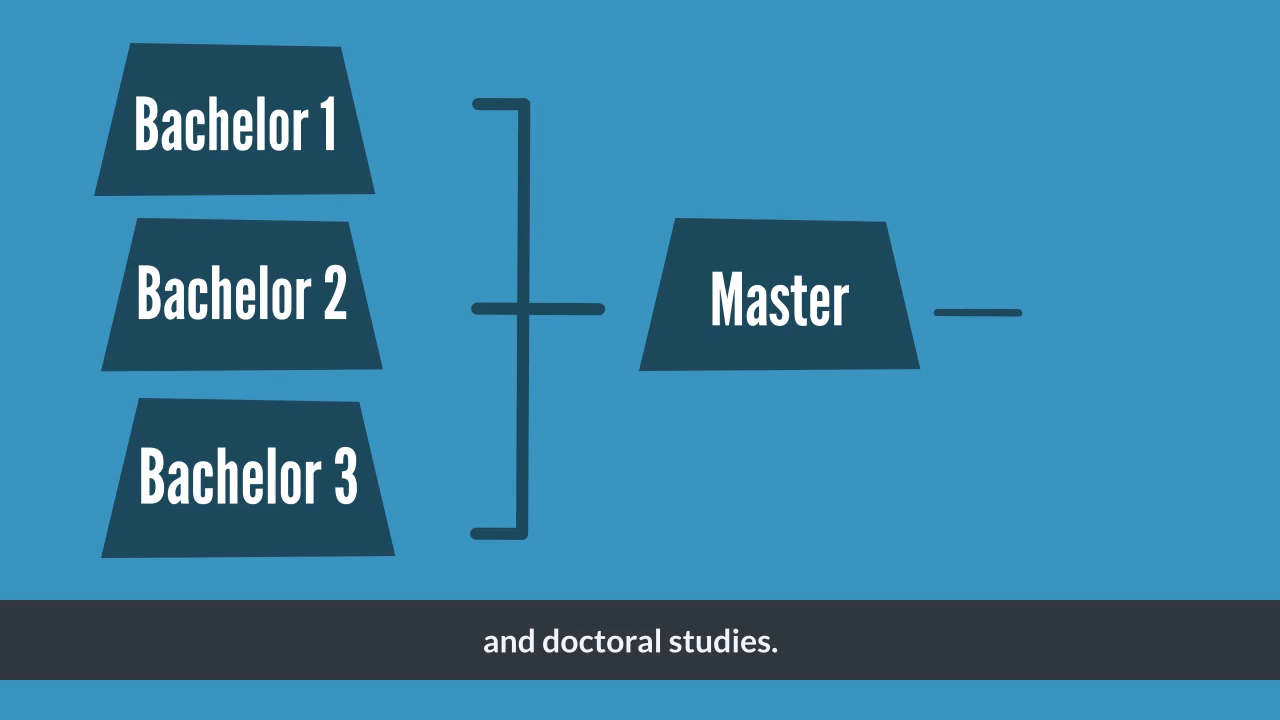 Bachelor 1
Bachelor 2
Bachelor 3
Master
and doctoral studies.